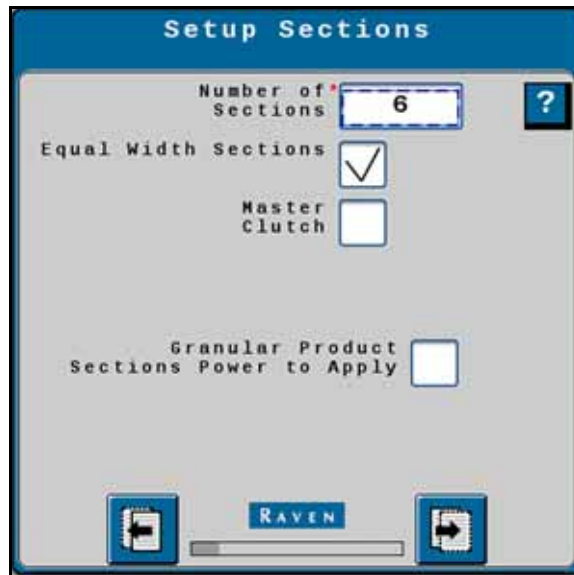 Setup Sections
Number of*
Sections
6
?
Equal Width Sections
Master
Clutch
Granular Product
Sections Power to Apply
RAVEN